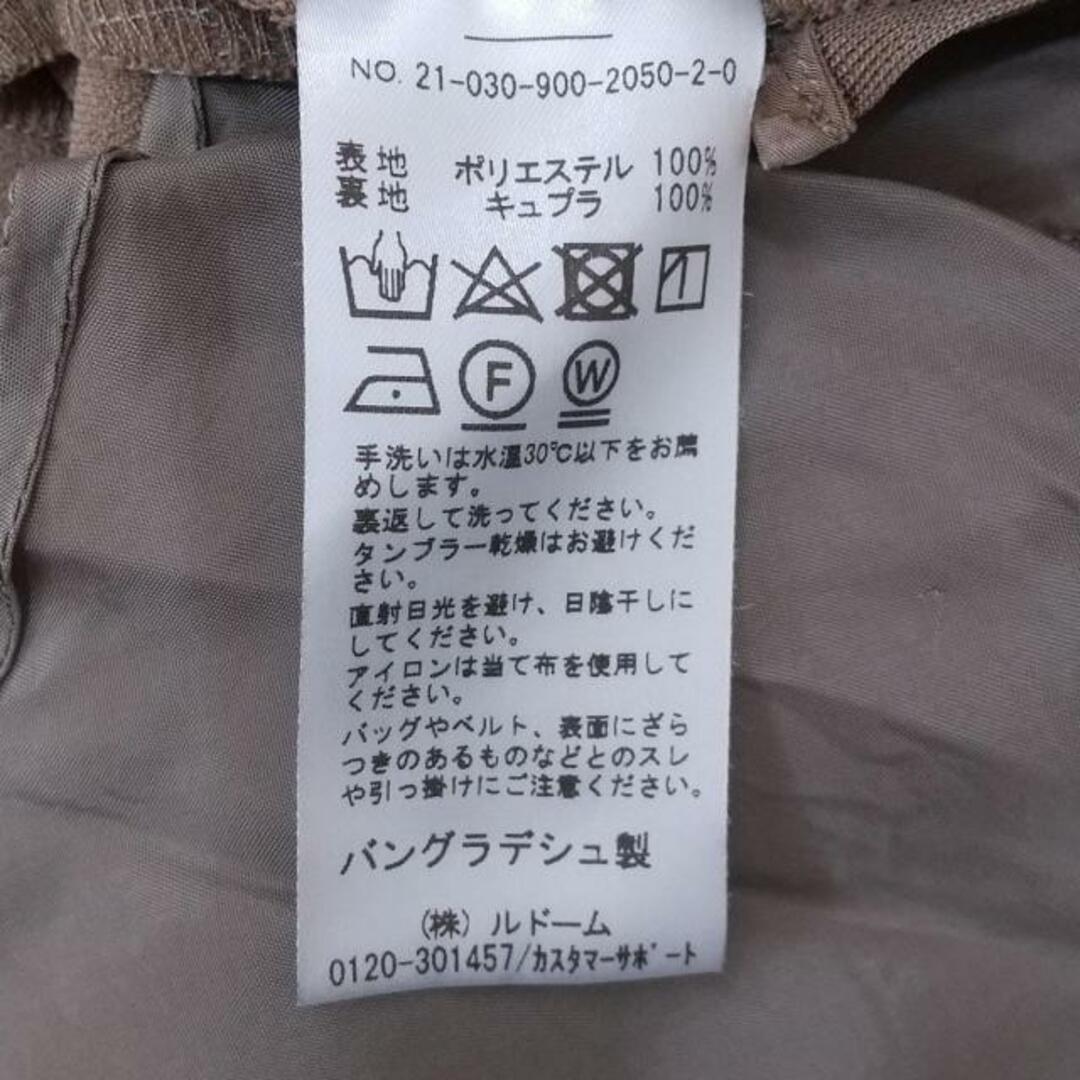 NO. 21-030-900-2050-2-0
表地 ポリエステル 100%
裏地 キュプラ 100%
F W
手洗いは水温30℃以下をお薦
めします。
裏返して洗ってください。
タンブラー乾燥はお避けくだ
さい。
直射日光を避け、日陰干しに
してください。
アイロンは当て布を使用して
ください。
バッグやベルト、表面にざら
つきのあるものなどとのスレ
や引っ掛けにご注意ください。
バングラデシュ製
(株) ルドーム
0120-301457/カスタマーサポート